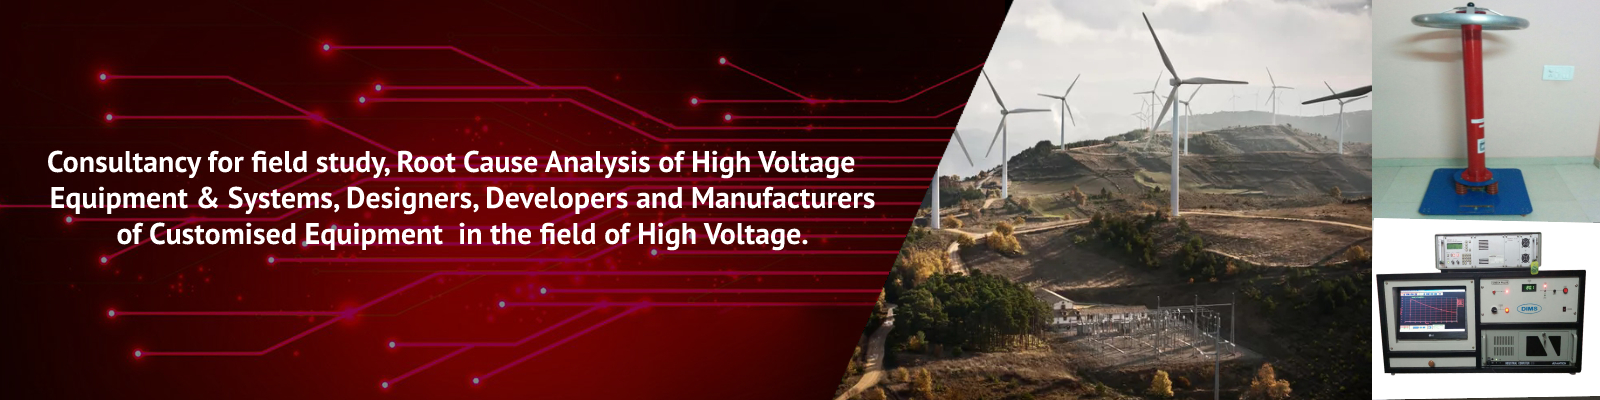 Consultancy for field study, Root Cause Analysis of High Voltage
Equipment & Systems, Designers, Developers and Manufacturers
of Customised Equipment in the field of High Voltage.
DIMS